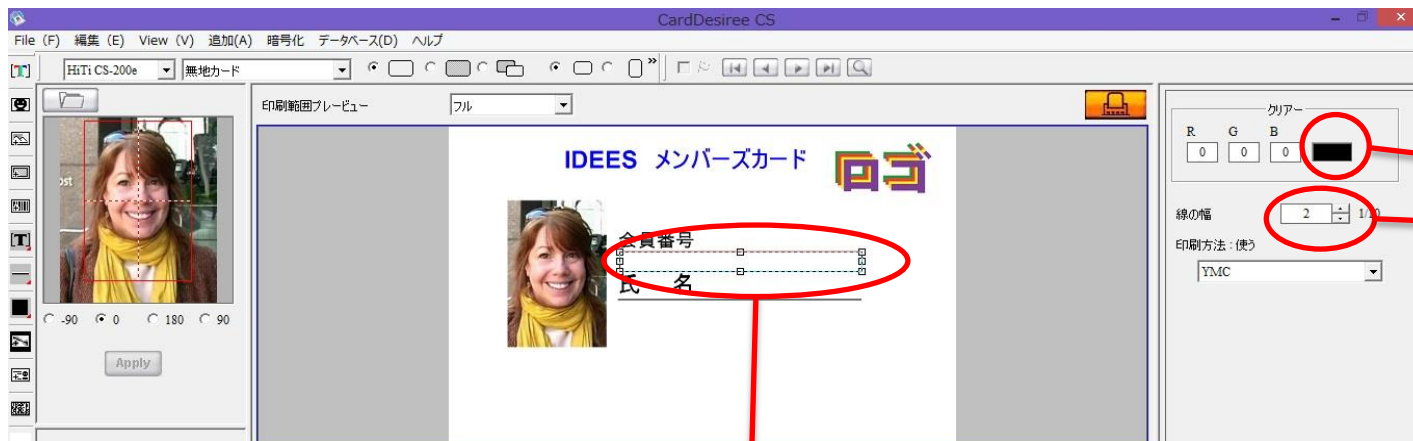 CardDesiree CS
File (F) 編集 (E) View (V) 追加(A) 暗号化 データベース(D) ヘルプ
[T] HiTi CS-200e 無地カード
印刷範囲プレービュー フル
クリアー
R G B
0 0 0
IDEES メンバーズカード ロゴ
ost
線の幅 2 1/10
会員番号
[T]
印刷方法：使う
氏 名
YMC
-90 0 180 90
Apply